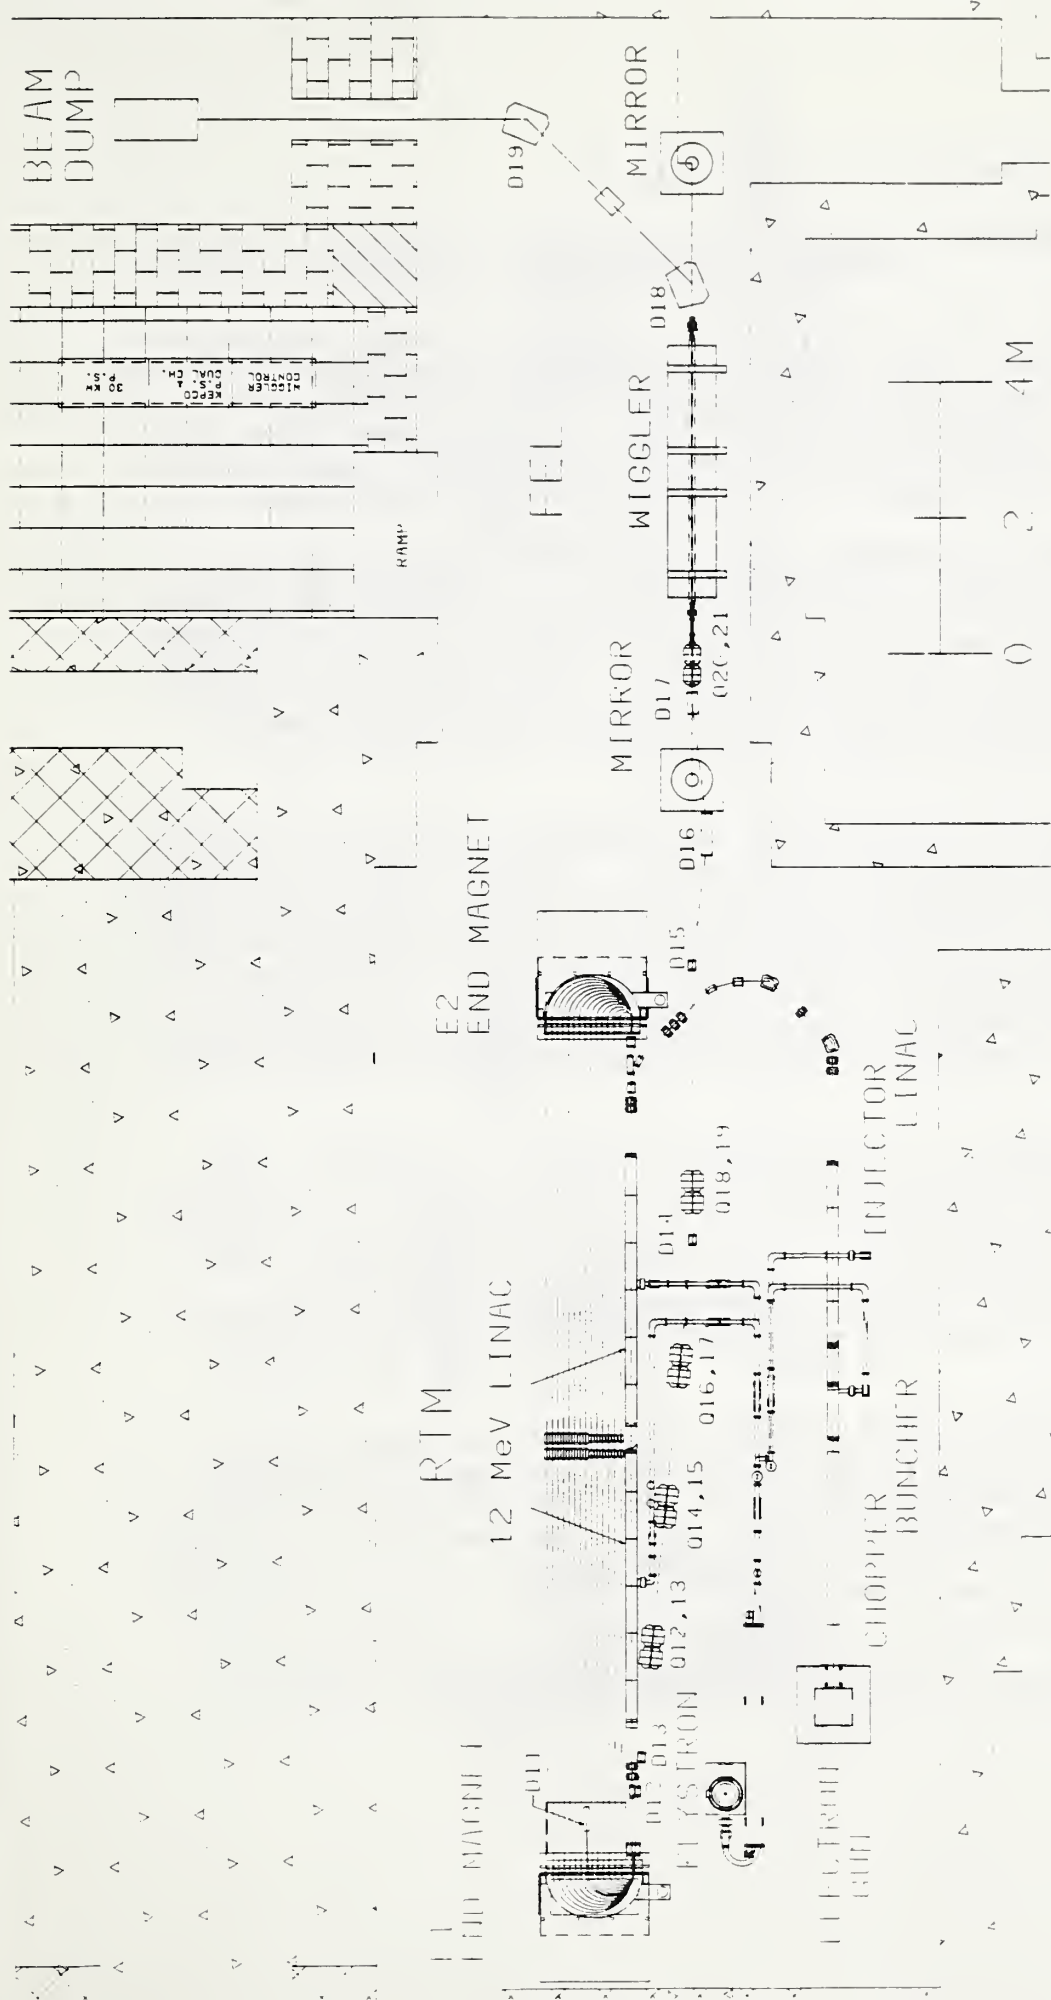 BEAM
DUMP
D19
MIRROR
D18
30 KW
P.S.
KEPCO
P.S. &
DUAL CH.
WIGGLER
CONTROL
FEL
WIGGLER
RAMP
MIRROR
D17
Q20,21
0 2 4M
D16
E2
END MAGNET
D15
INJECTOR
LINAC
D14
Q18,19
RTM
12 MeV LINAC
Q16,17
Q14,15
Q12,13
CHOPPER
BUNCHER
E1
END MAGNET
D11
D12 D13
KLYSTRON
ELECTRON
GUN